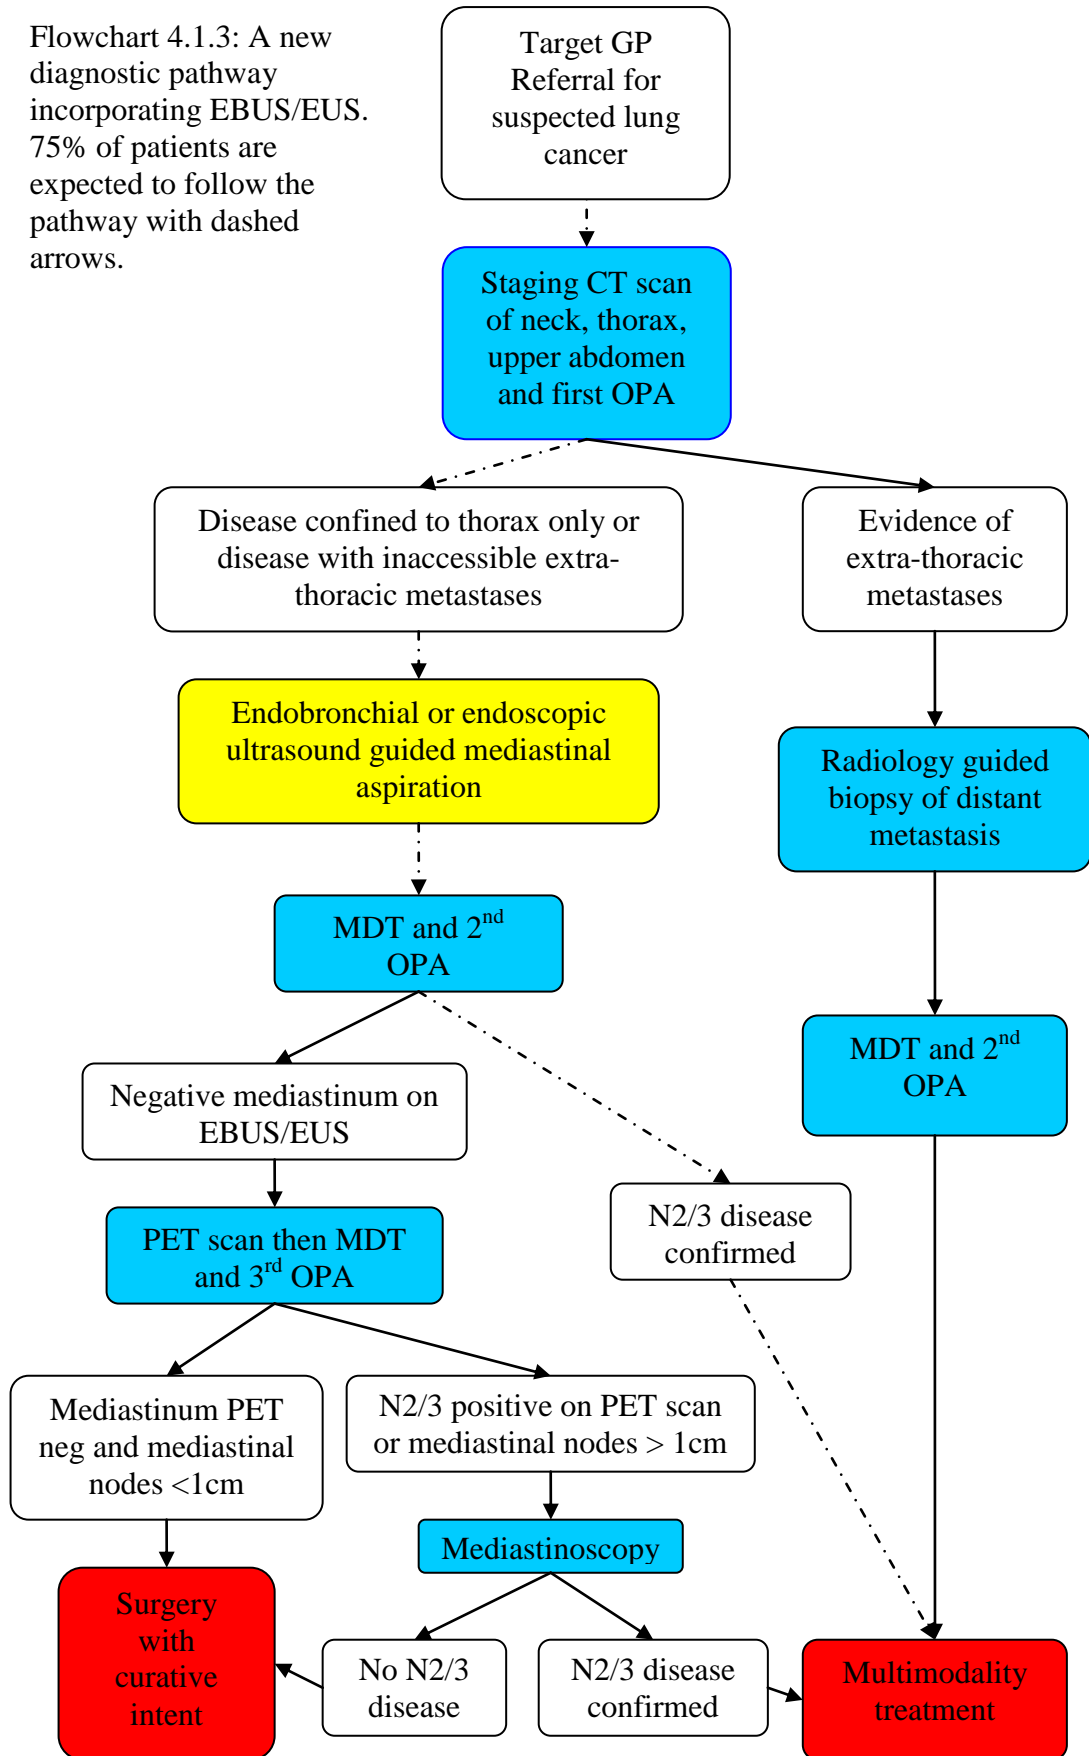 Flowchart 4.1.3: A new
diagnostic pathway
incorporating EBUS/EUS.
75% of patients are
expected to follow the
pathway with dashed
arrows.
Target GP
Referral for
suspected lung
cancer
Staging CT scan
of neck, thorax,
upper abdomen
and first OPA
Disease confined to thorax only or
disease with inaccessible extra-
thoracic metastases
Evidence of
extra-thoracic
metastases
Endobronchial or endoscopic
ultrasound guided mediastinal
aspiration
Radiology guided
biopsy of distant
metastasis
MDT and 2nd
OPA
MDT and 2nd
OPA
Negative mediastinum on
EBUS/EUS
N2/3 disease
confirmed
PET scan then MDT
and 3rd OPA
Mediastinum PET
neg and mediastinal
nodes <1cm
N2/3 positive on PET scan
or mediastinal nodes > 1cm
Mediastinoscopy
Surgery
with
curative
intent
No N2/3
disease
N2/3 disease
confirmed
Multimodality
treatment